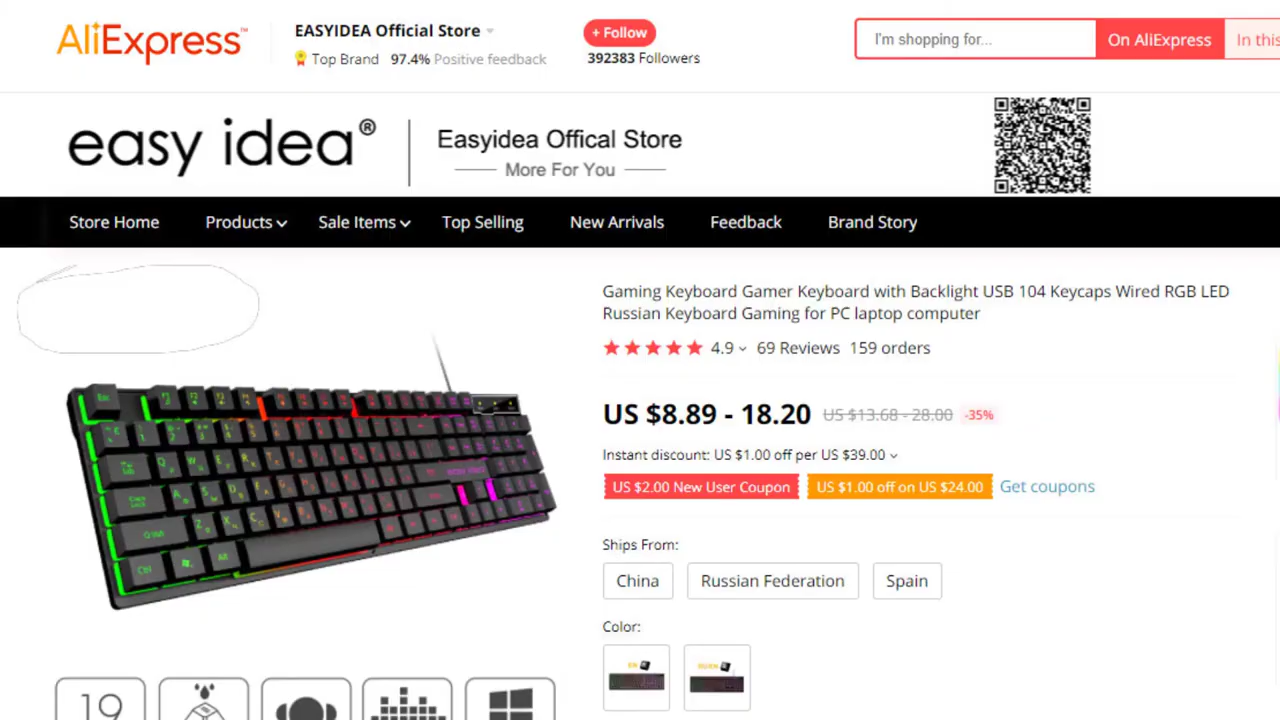 AliExpress™
EASYIDEA Official Store
+ Follow
Top Brand 97.4% Positive feedback
392383 Followers
I'm shopping for...
On AliExpress
In this
easy idea®
Easyidea Offical Store
More For You
Store Home Products Sale Items Top Selling New Arrivals Feedback Brand Story
Gaming Keyboard Gamer Keyboard with Backlight USB 104 Keycaps Wired RGB LED
Russian Keyboard Gaming for PC laptop computer
4.9 69 Reviews 159 orders
US $8.89 - 18.20 US $13.68 - 28.00 -35%
Instant discount: US $1.00 off per US $39.00
US $2.00 New User Coupon US $1.00 off on US $24.00 Get coupons
Ships From:
China Russian Federation Spain
Color:
19